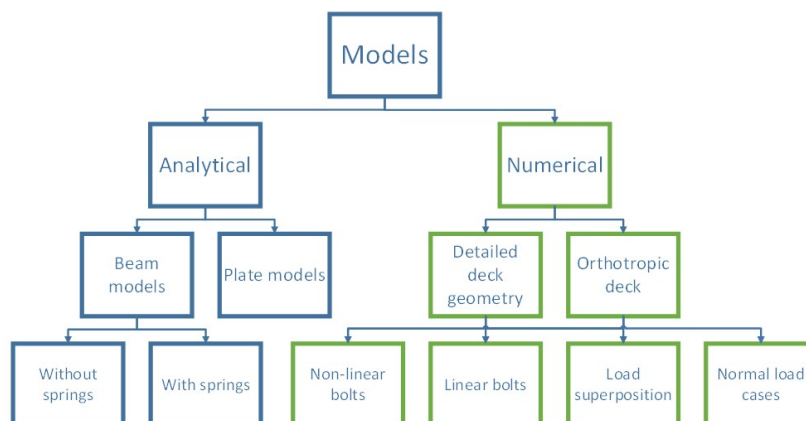 Models
Analytical
Numerical
Beam
models
Plate models
Detailed
deck
geometry
Orthotropic
deck
Without
springs
With springs
Non-linear
bolts
Linear bolts
Load
superposition
Normal load
cases